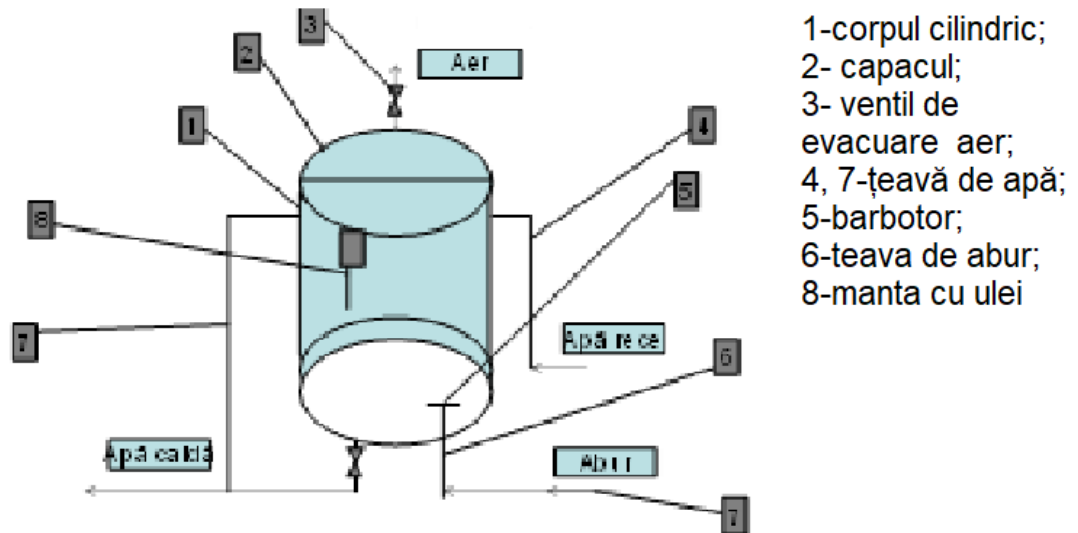 3
Aer
2
1
4
5
8
7
Apă rece
6
Apă caldă
Abur
7
1-corpul cilindric;
2- capacul;
3- ventil de
evacuare aer;
4, 7-țeavă de apă;
5-barbotor;
6-teava de abur;
8-manta cu ulei